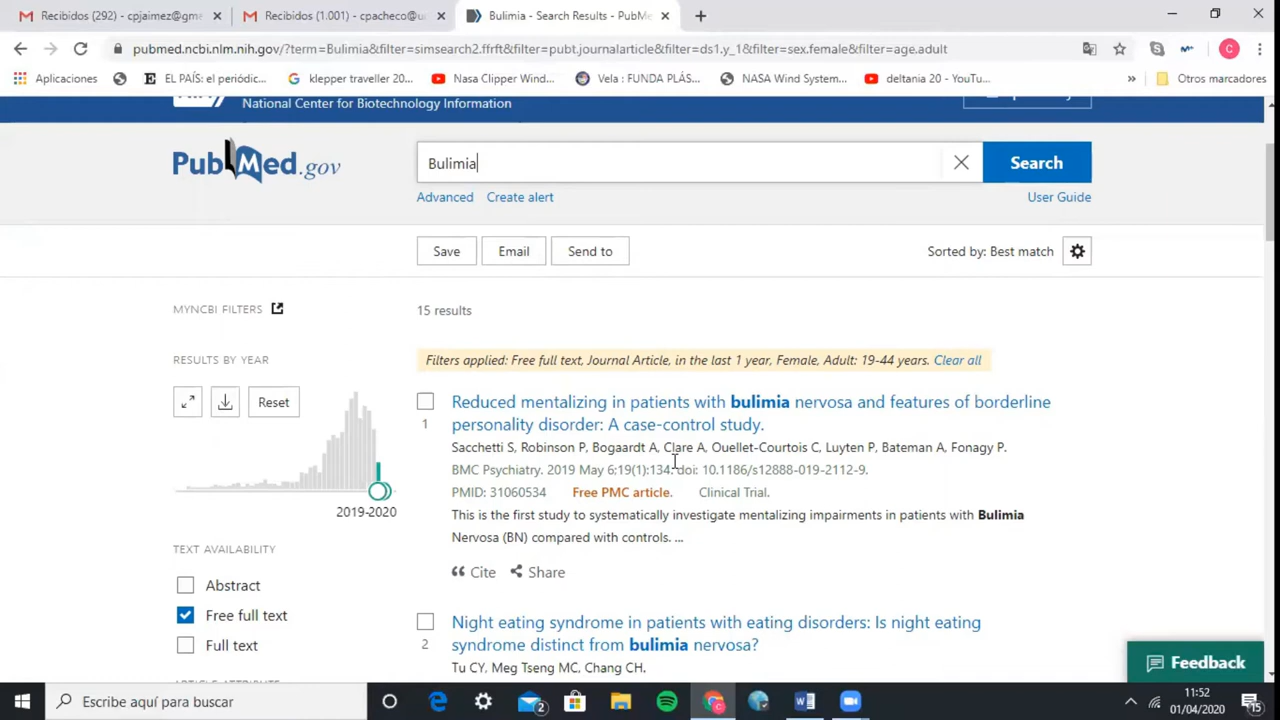 Recibidos (292) - cpjaimez@gma
Recibidos (1.001) - cpacheco@u
Bulimia - Search Results - PubMe
pubmed.ncbi.nlm.nih.gov/?term=Bulimia&filter=simsearch2.ffrft&filter=pubt.journalarticle&filter=ds1.y_1&filter=sex.female&filter=age.adult
C
Aplicaciones
EL PAÍS: el periódic...
klepper traveller 20...
Nasa Clipper Win...
Vela : FUNDA PLÁS...
NASA Wind System...
deltania 20 - YouTu...
»
Otros marcadores
National Center for Biotechnology Information
PubMed.gov
Bulimia
Search
Advanced
Create alert
User Guide
Save
Email
Send to
Sorted by: Best match
MYNCBI FILTERS
15 results
RESULTS BY YEAR
Filters applied: Free full text, Journal Article, in the last 1 year, Female, Adult: 19-44 years. Clear all
Reset
2019-2020
1
Reduced mentalizing in patients with bulimia nervosa and features of borderline
personality disorder: A case-control study.
Sacchetti S, Robinson P, Bogaardt A, Clare A, Ouellet-Courtois C, Luyten P, Bateman A, Fonagy P.
BMC Psychiatry. 2019 May 6;19(1):134. doi: 10.1186/s12888-019-2112-9.
PMID: 31060534 Free PMC article. Clinical Trial.
This is the first study to systematically investigate mentalizing impairments in patients with Bulimia
Nervosa (BN) compared with controls. ...
Cite
Share
TEXT AVAILABILITY
Abstract
Free full text
Full text
2
Night eating syndrome in patients with eating disorders: Is night eating
syndrome distinct from bulimia nervosa?
Tu CY, Meg Tseng MC, Chang CH.
Feedback
Escribe aquí para buscar
2
11:52
01/04/2020
15